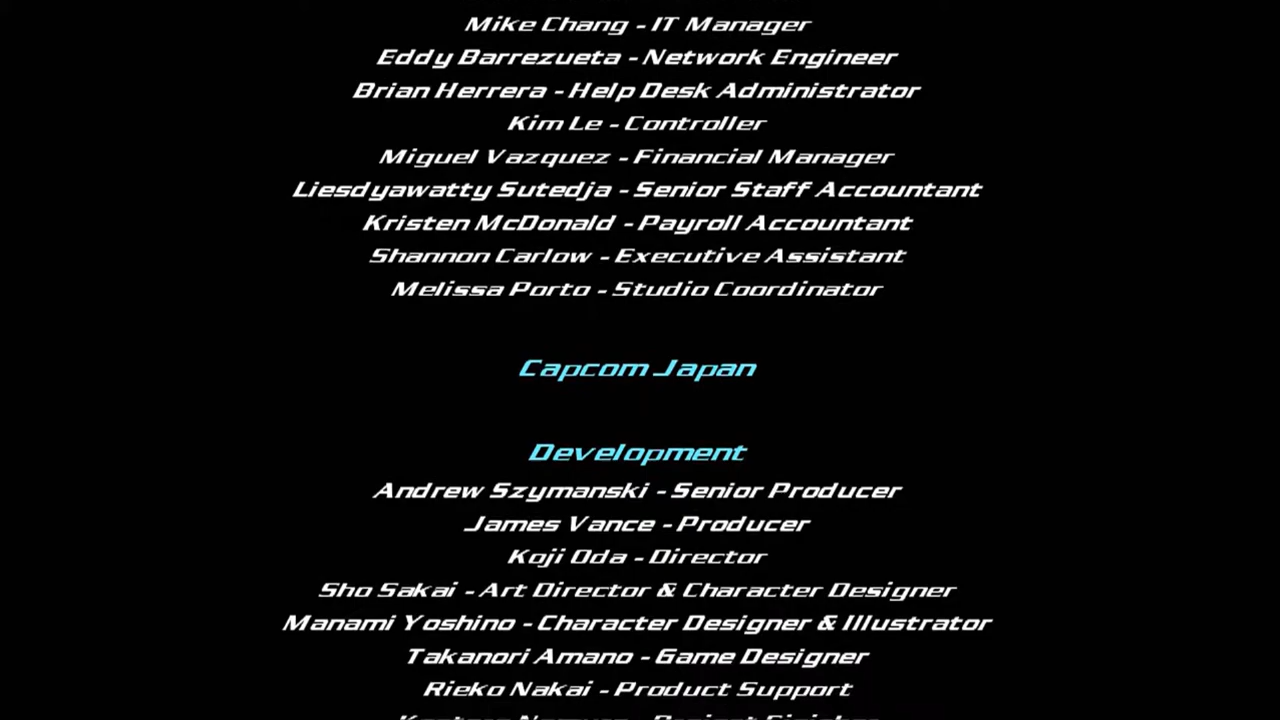 Mike Chang - IT Manager
Eddy Barrezueta - Network Engineer
Brian Herrera - Help Desk Administrator
Kim Le - Controller
Miguel Vazquez - Financial Manager
Liesdyawatty Sutedja - Senior Staff Accountant
Kristen McDonald - Payroll Accountant
Shannon Carlow - Executive Assistant
Melissa Porto - Studio Coordinator
Capcom Japan
Development
Andrew Szymanski - Senior Producer
James Vance - Producer
Koji Oda - Director
Sho Sakai - Art Director & Character Designer
Manami Yoshino - Character Designer & Illustrator
Takanori Amano - Game Designer
Rieko Nakai - Product Support